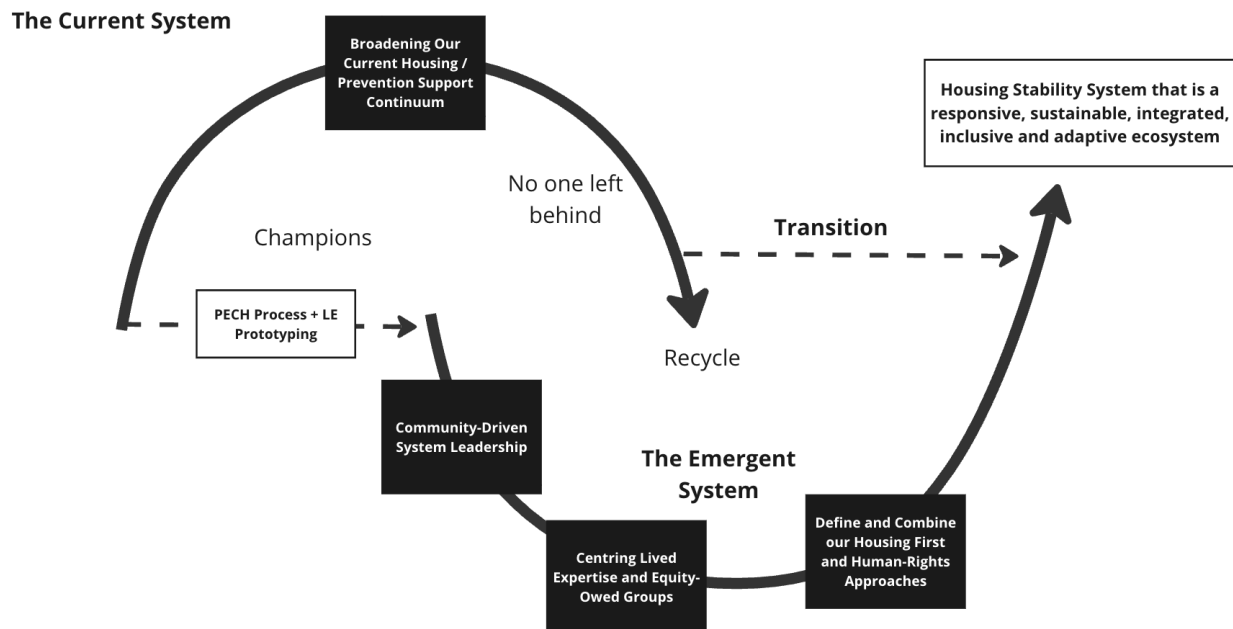 The Current System
Broadening Our
Current Housing /
Prevention Support
Continuum
Housing Stability System that is a
responsive, sustainable, integrated,
inclusive and adaptive ecosystem
No one left
behind
Champions
Transition
PECH Process + LE
Prototyping
Recycle
Community-Driven
System Leadership
The Emergent
System
Centring Lived
Expertise and Equity-
Owed Groups
Define and Combine
our Housing First
and Human-Rights
Approaches